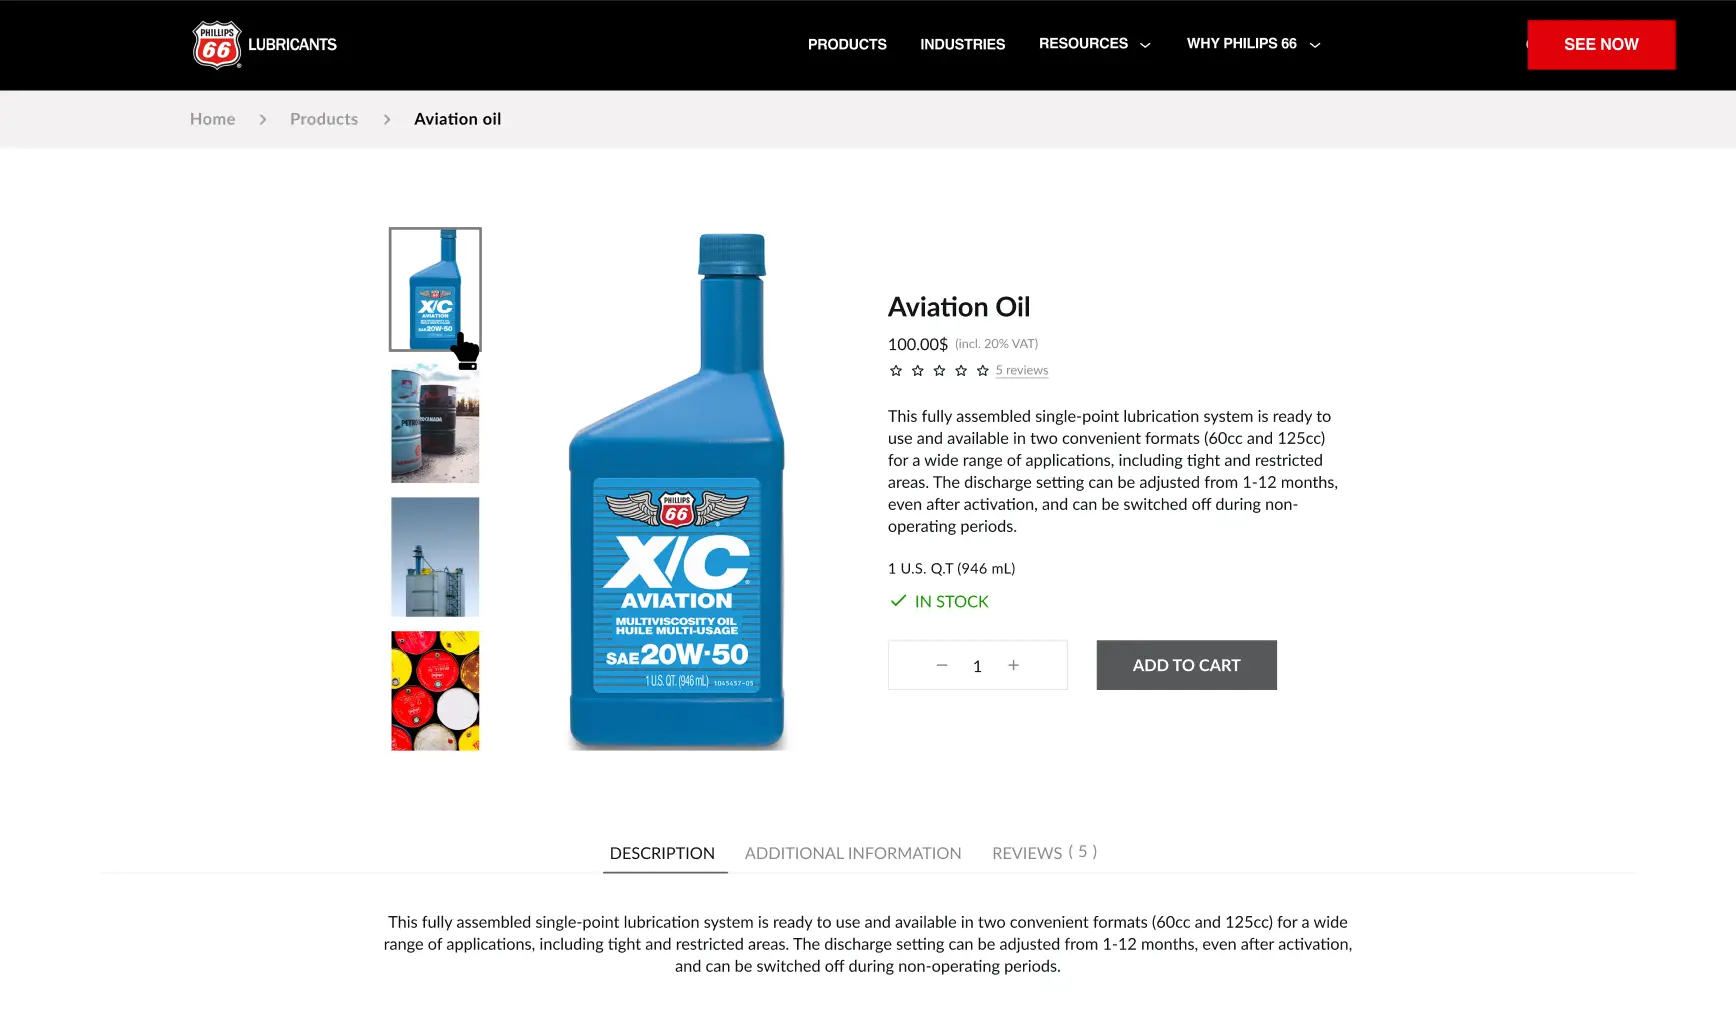 PHILLIPS
66
LUBRICANTS
PRODUCTS
INDUSTRIES
RESOURCES
WHY PHILIPS 66
SEE NOW
Home
Products
Aviation oil
X/C
AVIATION
SAE 20W-50
PHILLIPS
66
X/C
AVIATION
MULTIVISCOSITY OIL
HUILE MULTI-USAGE
SAE 20W·50
1 U.S. QT. (946 mL) 1045457-05
Aviation Oil
100.00$ (incl. 20% VAT)
5 reviews
This fully assembled single-point lubrication system is ready to
use and available in two convenient formats (60cc and 125cc)
for a wide range of applications, including tight and restricted
areas. The discharge setting can be adjusted from 1-12 months,
even after activation, and can be switched off during non-
operating periods.
1 U.S. Q.T (946 mL)
IN STOCK
− 1 +
ADD TO CART
DESCRIPTION
ADDITIONAL INFORMATION
REVIEWS ( 5 )
This fully assembled single-point lubrication system is ready to use and available in two convenient formats (60cc and 125cc) for a wide
range of applications, including tight and restricted areas. The discharge setting can be adjusted from 1-12 months, even after activation,
and can be switched off during non-operating periods.